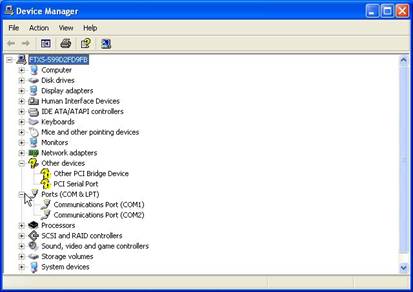 Device Manager
File Action View Help
FTXS-S99D2FD9FB
Computer
Disk drives
Display adapters
Human Interface Devices
IDE ATA/ATAPI controllers
Keyboards
Mice and other pointing devices
Monitors
Network adapters
Other devices
Other PCI Bridge Device
PCI Serial Port
Ports (COM & LPT)
Communications Port (COM1)
Communications Port (COM2)
Processors
SCSI and RAID controllers
Sound, video and game controllers
Storage volumes
System devices